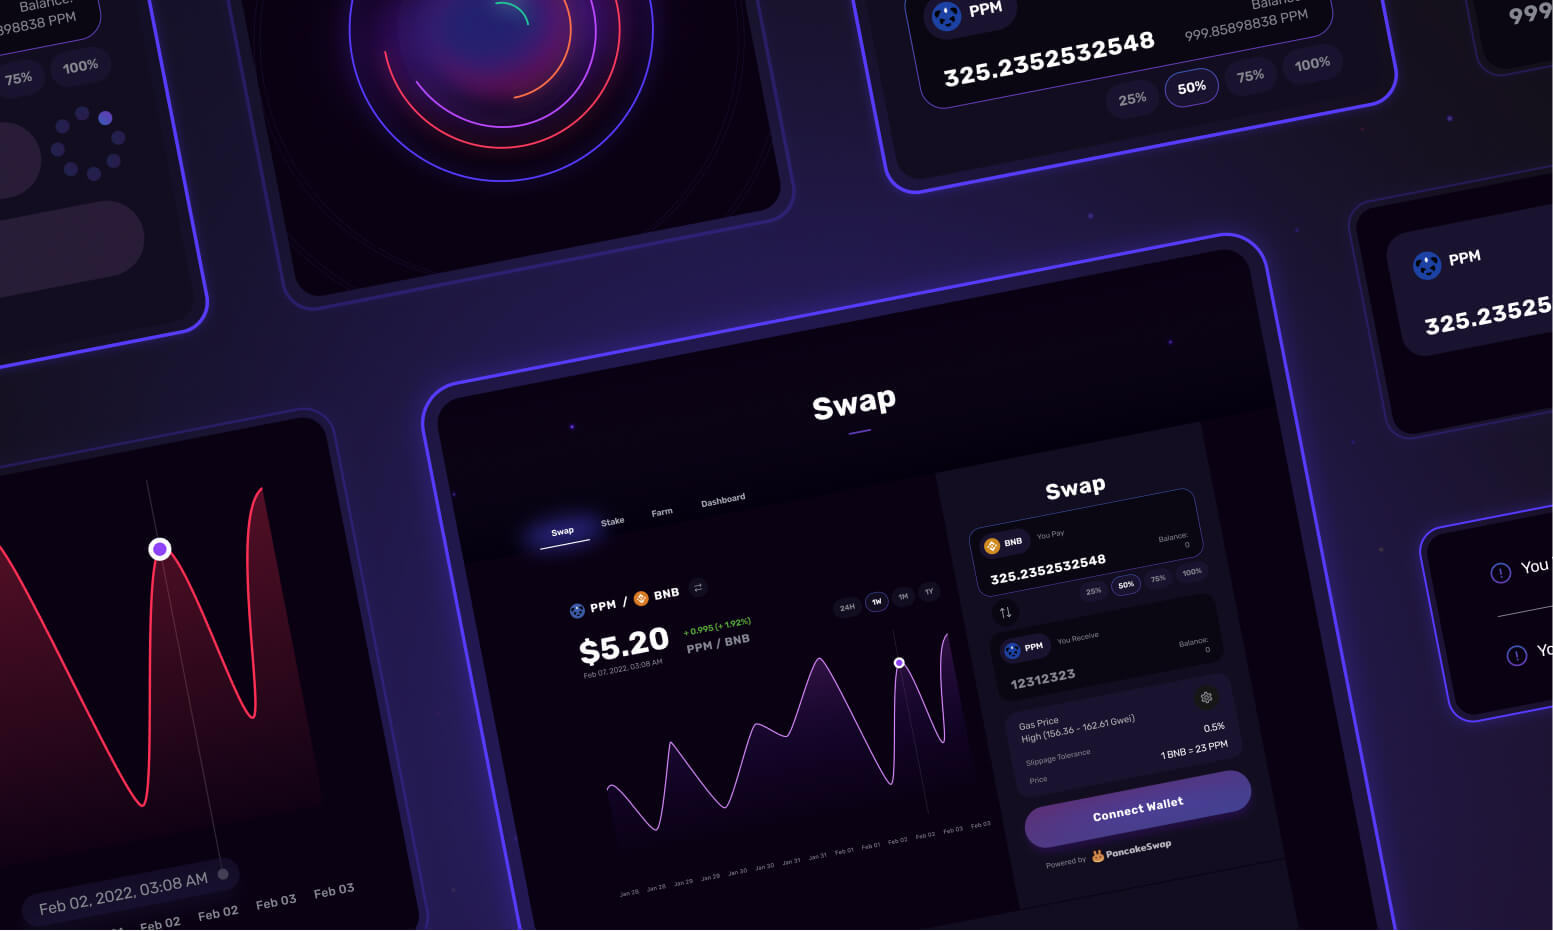 Balance:
898838 PPM
75%
100%
PPM
325.2352532548
999.85898838 PPM
25%
50%
75%
100%
999
PPM
325.23525
Swap
Swap
Stake
Farm
Dashboard
PPM / BNB
24H
1W
1M
1Y
$5.20
+ 0.995 (+ 1.92%)
PPM / BNB
Feb 07, 2022, 03:08 AM
Jan 28
Jan 28
Jan 29
Jan 29
Jan 30
Jan 30
Jan 31
Jan 31
Feb 01
Feb 01
Feb 02
Feb 02
Feb 03
Feb 03
Swap
BNB
You Pay
325.2352532548
Balance:
0
25%
50%
75%
100%
PPM
You Receive
12312323
Balance:
0
Gas Price
High (156.36 - 162.61 Gwei)
Slippage Tolerance
0.5%
Price
1 BNB = 23 PPM
Connect Wallet
Powered by PancakeSwap
You
Feb 02, 2022, 03:08 AM
Feb 02
Feb 02
Feb 03
Feb 03